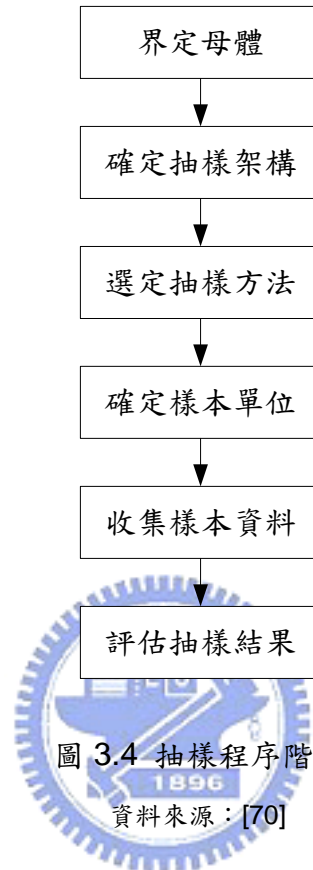 界定母體
確定抽樣架構
選定抽樣方法
確定樣本單位
收集樣本資料
評估抽樣結果
圖 3.4 抽樣程序階
1896
資料來源：[70]